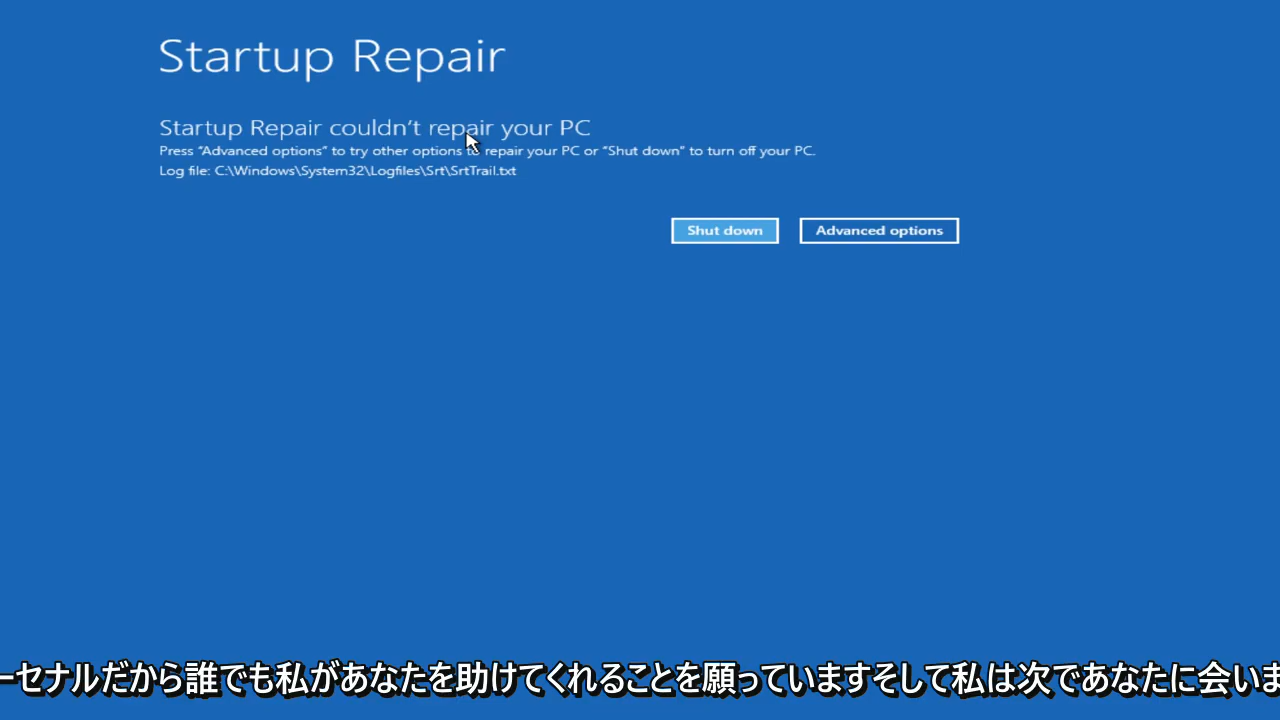 Startup Repair
Startup Repair couldn't repair your PC
Press “Advanced options” to try other options to repair your PC or “Shut down” to turn off your PC.
Log file: C:\Windows\System32\Logfiles\Srt\SrtTrail.txt
Shut down Advanced options
ーセナルだから誰でも私があなたを助けてくれることを願っていますそして私は次であなたに会いま